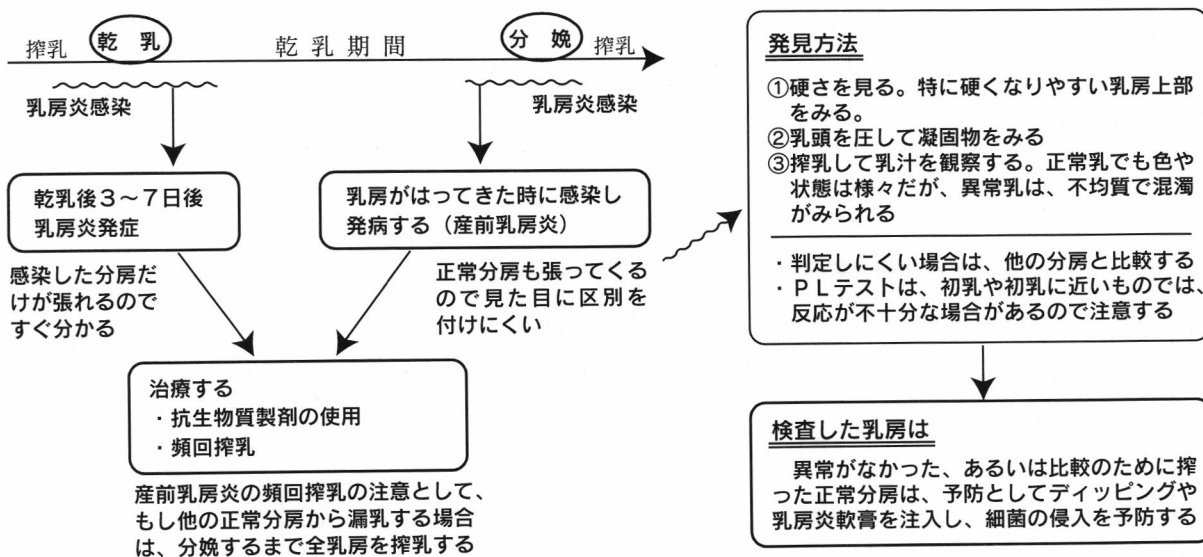 搾乳 乾 乳 乾 乳 期 間 分 娩 搾乳
乳房炎感染
乳房炎感染
乾乳後3～7日後
乳房炎発症
乳房がはってきた時に感染し
発病する（産前乳房炎）
感染した分房だ
けが張れるので
すぐ分かる
正常分房も張ってくる
ので見た目に区別を
付けにくい
治療する
・抗生物質製剤の使用
・頻回搾乳
産前乳房炎の頻回搾乳の注意として、
もし他の正常分房から漏乳する場合
は、分娩するまで全乳房を搾乳する
発見方法
①硬さを見る。特に硬くなりやすい乳房上部
をみる。
②乳頭を圧して凝固物をみる
③搾乳して乳汁を観察する。正常乳でも色や
状態は様々だが、異常乳は、不均質で混濁
がみられる
・判定しにくい場合は、他の分房と比較する
・ＰＬテストは、初乳や初乳に近いものでは、
反応が不十分な場合があるので注意する
検査した乳房は
異常がなかった、あるいは比較のために搾
った正常分房は、予防としてディッピングや
乳房炎軟膏を注入し、細菌の侵入を予防する